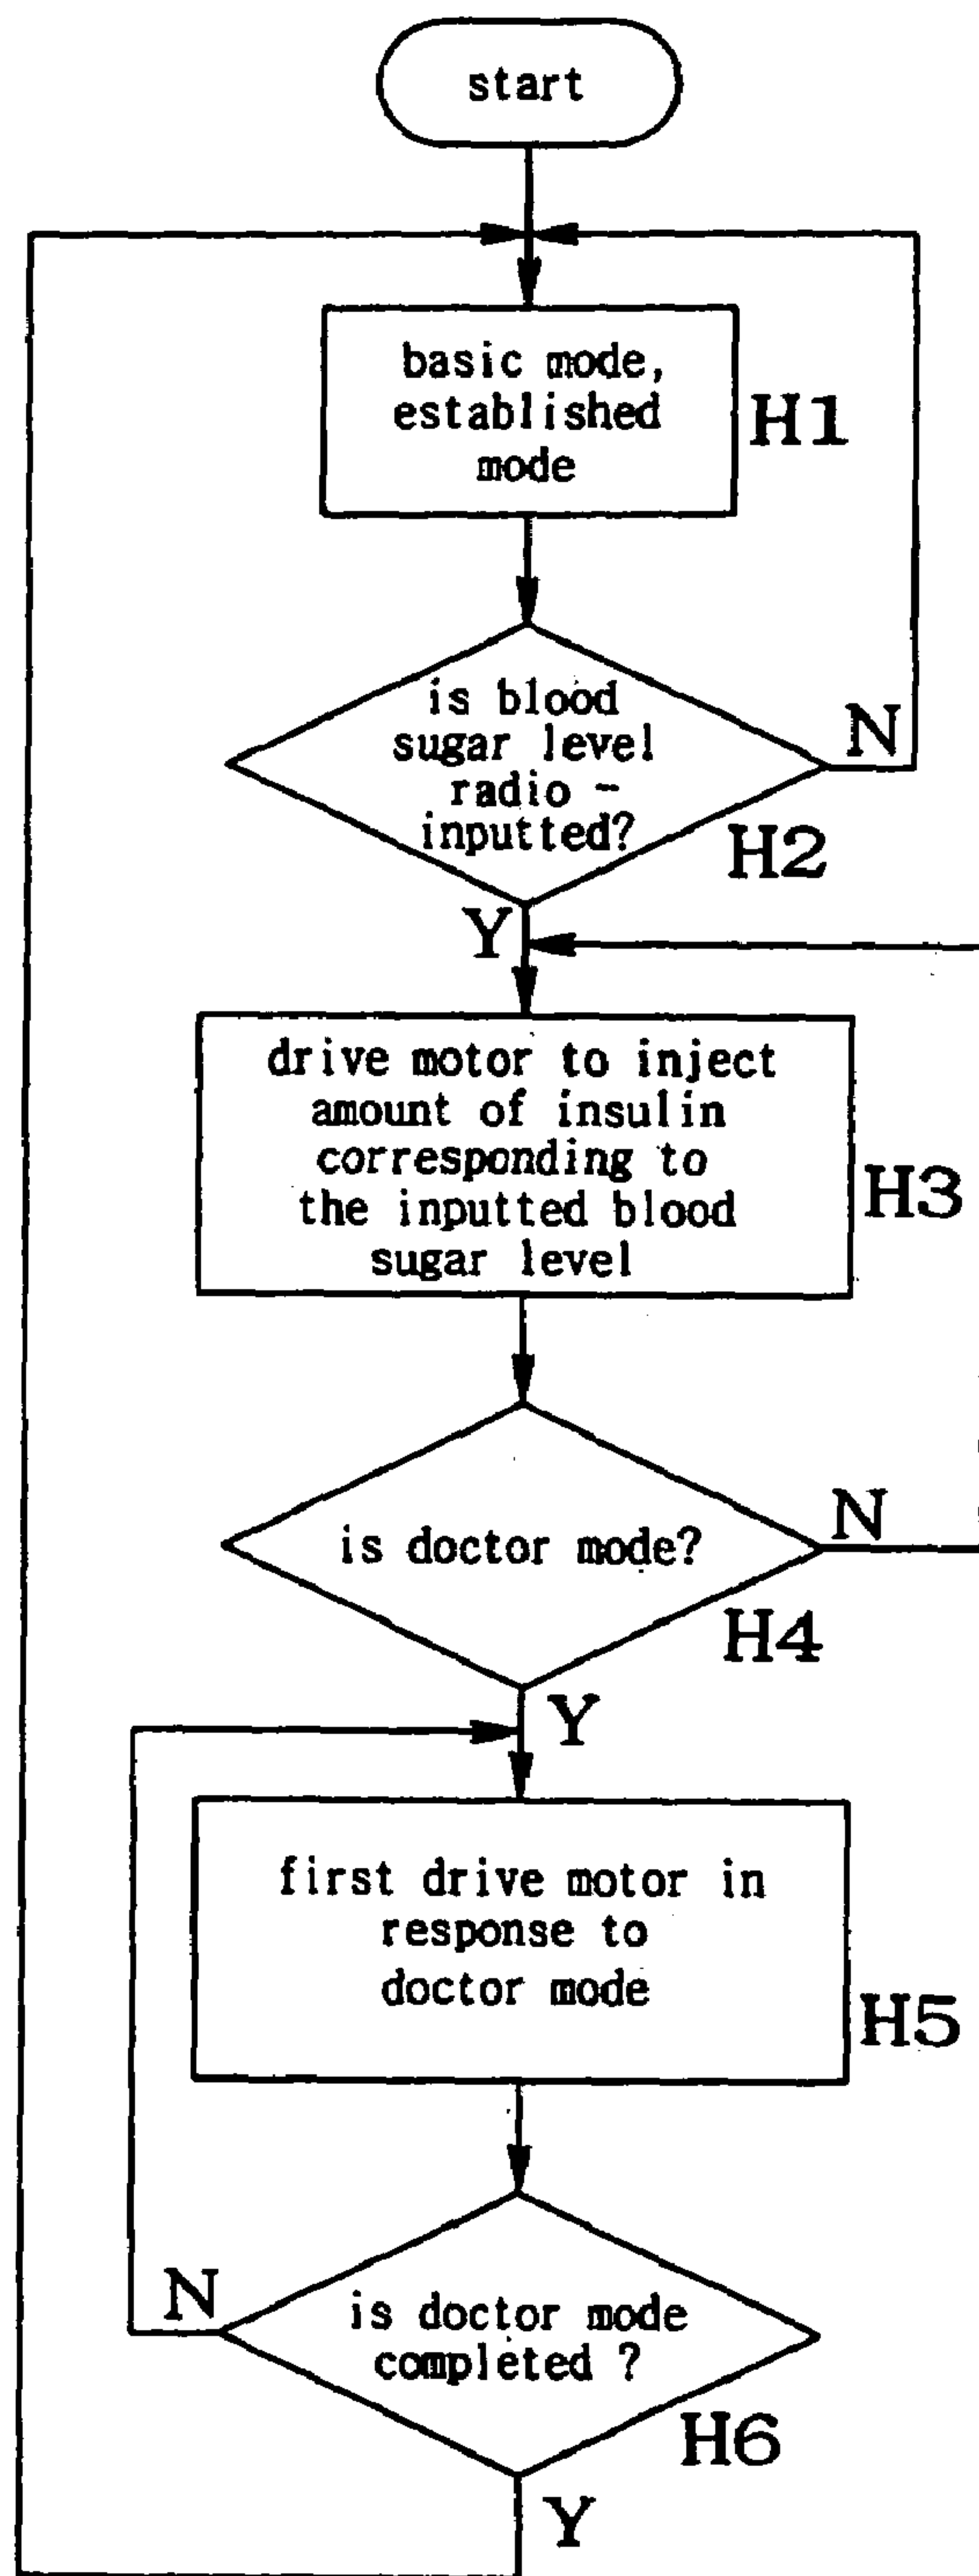 start
basic mode,
established
mode
H1
is blood
sugar level
radio -
inputted?
N
H2
Y
drive motor to inject
amount of insulin
corresponding to
the inputted blood
sugar level
H3
is doctor mode?
N
H4
Y
first drive motor in
response to
doctor mode
H5
N
is doctor mode
completed ?
H6
Y